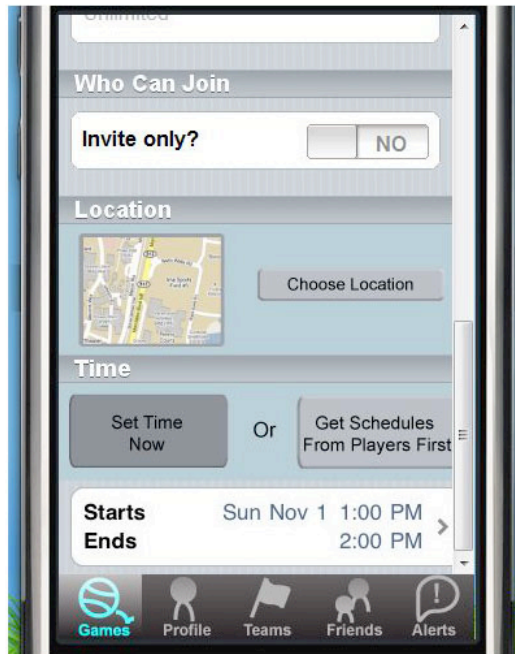 Unlimited
Who Can Join
Invite only?
NO
Location
Choose Location
Time
Set Time
Now
Or
Get Schedules
From Players First
Starts Sun Nov 1 1:00 PM
Ends 2:00 PM
Games Profile Teams Friends Alerts